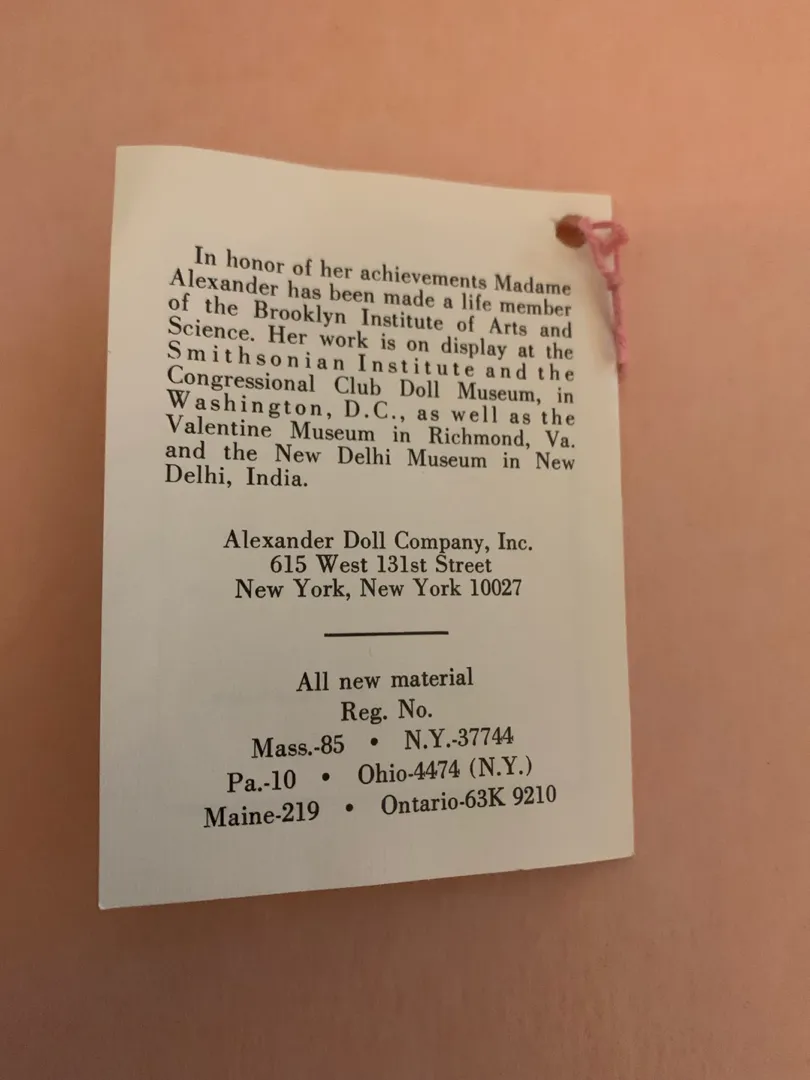 In honor of her achievements Madame
Alexander has been made a life member
of the Brooklyn Institute of Arts and
Science. Her work is on display at the
Smithsonian Institute and the
Congressional Club Doll Museum, in
Washington, D.C., as well as the
Valentine Museum in Richmond, Va.
and the New Delhi Museum in New
Delhi, India.
Alexander Doll Company, Inc.
615 West 131st Street
New York, New York 10027
All new material
Reg. No.
Mass.-85 • N.Y.-37744
Pa.-10 • Ohio-4474 (N.Y.)
Maine-219 • Ontario-63K 9210